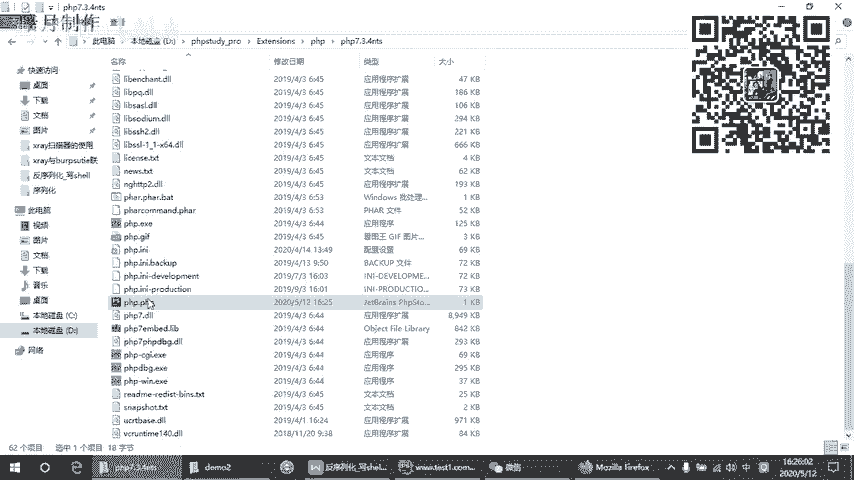 php7.3.4nts
月制作
此电脑 › 本地磁盘 (D:) › phpstudy_pro › Extensions › php › php7.3.4nts
名称 修改日期 类型 大小
libenchant.dll 2019/4/3 6:45 应用程序扩展 47 KB
libpq.dll 2019/4/3 6:45 应用程序扩展 186 KB
libsasl.dll 2019/4/3 6:45 应用程序扩展 106 KB
libsodium.dll 2019/4/3 6:45 应用程序扩展 294 KB
libssh2.dll 2019/4/3 6:45 应用程序扩展 221 KB
libssl-1_1-x64.dll 2019/4/3 6:45 应用程序扩展 666 KB
license.txt 2019/4/3 6:45 文本文档 4 KB
news.txt 2019/4/3 6:45 文本文档 62 KB
nghttp2.dll 2019/4/3 6:45 应用程序扩展 193 KB
phar.phar.bat 2019/4/3 6:53 Windows 批处理... 1 KB
pharcommand.phar 2019/4/3 6:53 PHAR 文件 52 KB
php.exe 2019/4/3 6:44 应用程序 125 KB
php.gif 2019/4/3 6:45 GIF 图片... 3 KB
php.ini 2020/4/14 13:49 配置设置 69 KB
php.ini.backup 2019/4/13 9:50 BACKUP 文件 72 KB
php.ini-development 2019/7/3 16:03 INI-DEVELOPME... 72 KB
php.ini-production 2019/9/3 16:01 INI-PRODUCTIO... 73 KB
php.php 2020/5/12 16:25 JetBrains PhpSto... 1 KB
php7.dll 2019/4/3 6:44 应用程序扩展 8,949 KB
php7embed.lib 2019/4/3 6:44 Object File Library 842 KB
php7phpdbg.dll 2019/4/3 6:44 应用程序扩展 293 KB
php-cgi.exe 2019/4/3 6:44 应用程序 69 KB
phpdbg.exe 2019/4/3 6:44 应用程序 295 KB
php-win.exe 2019/4/3 6:44 应用程序 37 KB
readme-redist-bins.txt 2019/4/3 6:45 文本文档 25 KB
snapshot.txt 2019/4/3 6:45 文本文档 2 KB
ucrtbase.dll 2019/4/1 16:24 应用程序扩展 971 KB
vcruntime140.dll 2018/11/20 9:38 应用程序扩展 84 KB
快速访问
桌面
下载
文档
图片
xray扫描器的使用
xray与burpsutie联
反序列化_写shell
序列化
此电脑
视频
图片
文档
下载
音乐
桌面
本地磁盘 (C:)
本地磁盘 (D:)
网络
62 个项目 选中 1 个项目 18 字节
php7.3.4nts
demo2
反序列化_写shel...
www.test1.com...
微信
Mozilla Firefox
中
16:26:02
2020/5/12